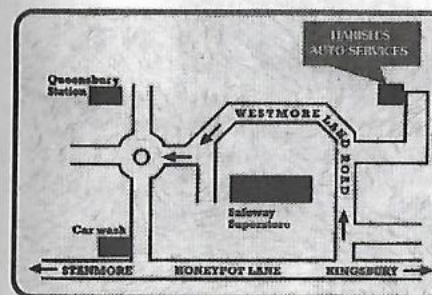 HARISH'S
AUTO SERVICES
Queensbury
Station
WESTMORE LAND ROAD
Safeway
Superstore
Car wash
STANMORE
HONEYPOT LANE
KINGSBURY